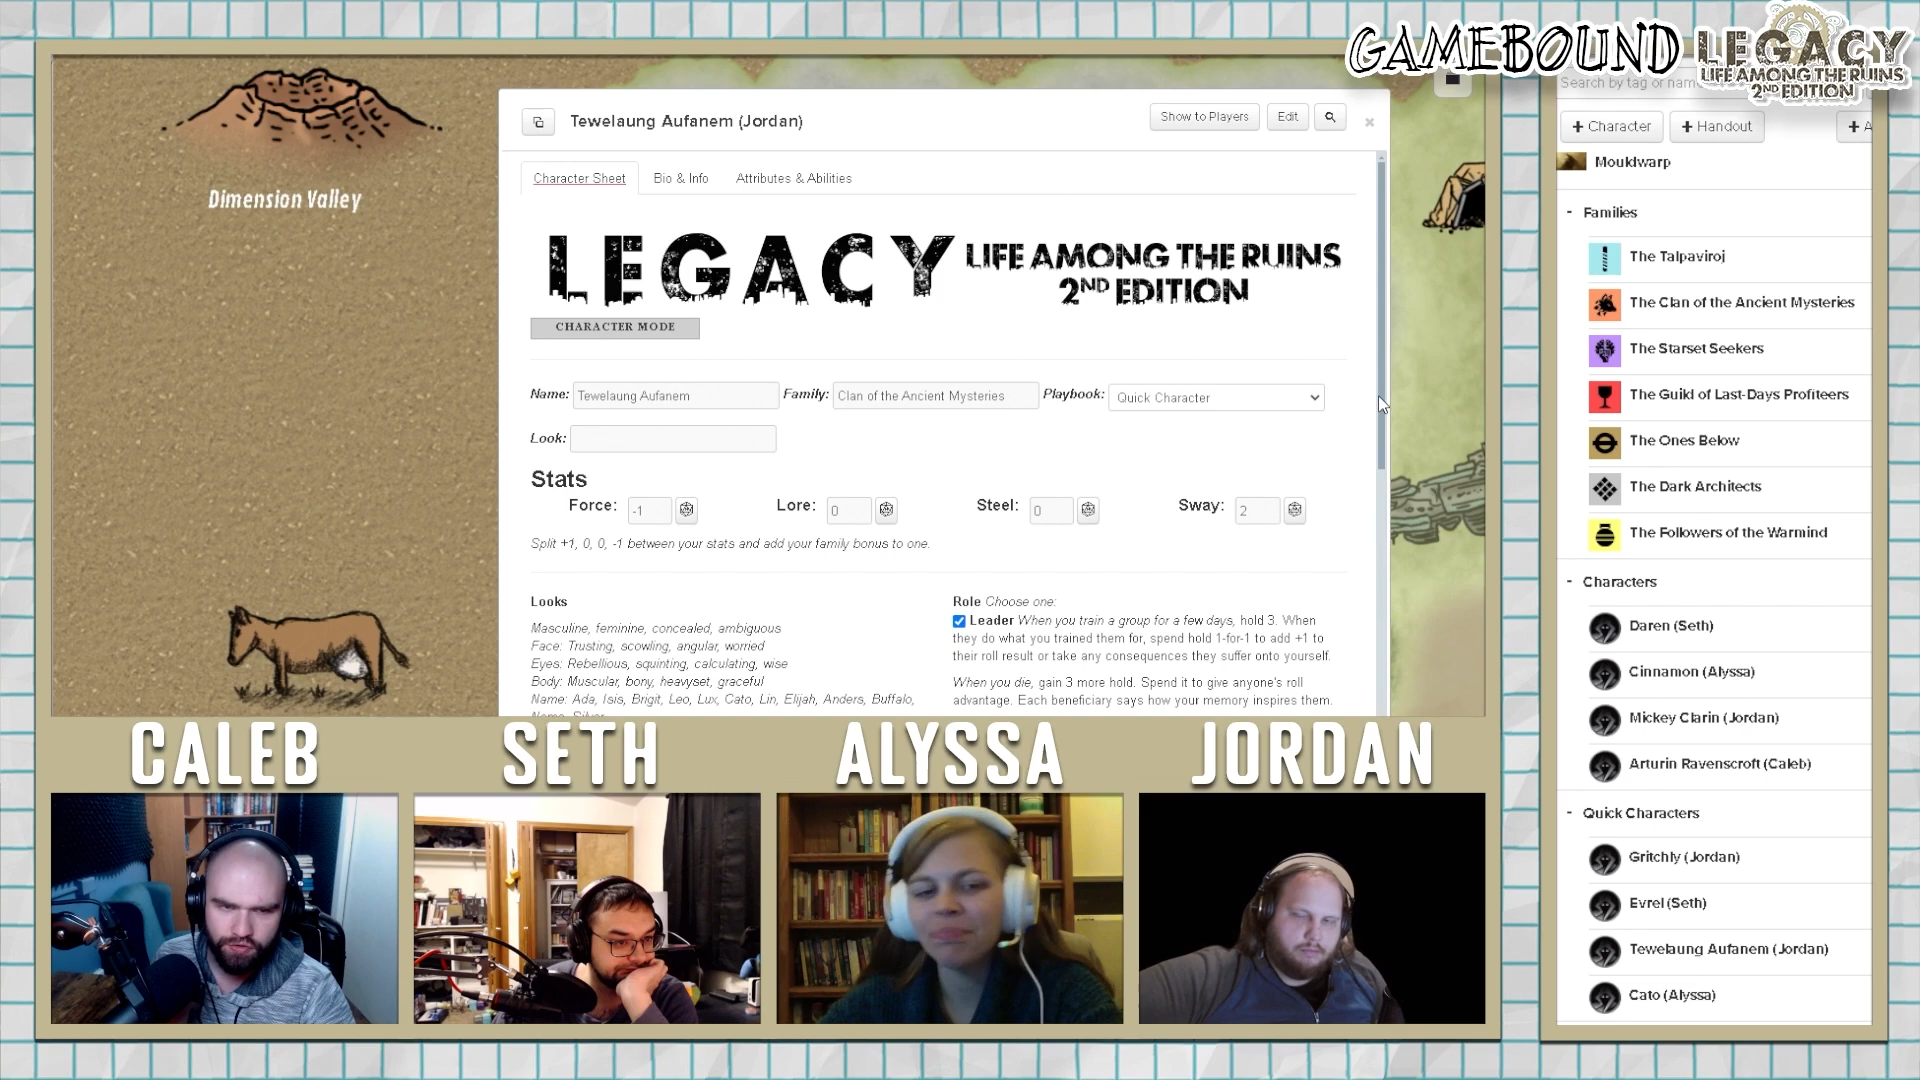 GAMEBOUND
LEGACY
LIFE AMONG THE RUINS
2ND EDITION
Dimension Valley
Tewelaung Aufanem (Jordan)
Show to Players
Edit
Character Sheet
Bio & Info
Attributes & Abilities
LEGACY
LIFE AMONG THE RUINS
2ND EDITION
CHARACTER MODE
Name: Tewelaung Aufanem Family: Clan of the Ancient Mysteries Playbook: Quick Character
Look:
Stats
Force: -1 Lore: 0 Steel: 0 Sway: 2
Split +1, 0, 0, -1 between your stats and add your family bonus to one.
Looks
Masculine, feminine, concealed, ambiguous
Face: Trusting, scowling, angular, worried
Eyes: Rebellious, squinting, calculating, wise
Body: Muscular, bony, heavyset, graceful
Name: Ada, Isis, Brigit, Leo, Lux, Cato, Lin, Elijah, Anders, Buffalo,
Role Choose one:
Leader When you train a group for a few days, hold 3. When
they do what you trained them for, spend hold 1-for-1 to add +1 to
their roll result or take any consequences they suffer onto yourself.
When you die, gain 3 more hold. Spend it to give anyone's roll
advantage. Each beneficiary says how your memory inspires them.
Search by tag or name
+ Character
+ Handout
+ A
Mouldwarp
- Families
The Talpaviroj
The Clan of the Ancient Mysteries
The Starset Seekers
The Guild of Last-Days Profiteers
The Ones Below
The Dark Architects
The Followers of the Warmind
- Characters
Daren (Seth)
Cinnamon (Alyssa)
Mickey Clarin (Jordan)
Arturin Ravenscroft (Caleb)
- Quick Characters
Gritchly (Jordan)
Evrel (Seth)
Tewelaung Aufanem (Jordan)
Cato (Alyssa)
CALEB
SETH
ALYSSA
JORDAN